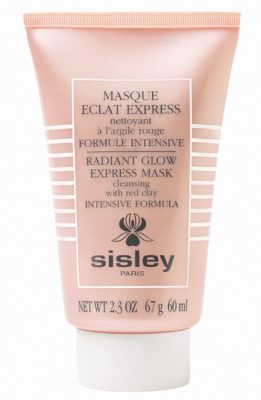 MASQUE
ECLAT EXPRESS
nettoyant
à l'argile rouge
FORMULE INTENSIVE
RADIANT GLOW
EXPRESS MASK
cleansing
with red clay
INTENSIVE FORMULA
sisley
PARIS
NET WT 2.3 OZ 67 g 60 ml